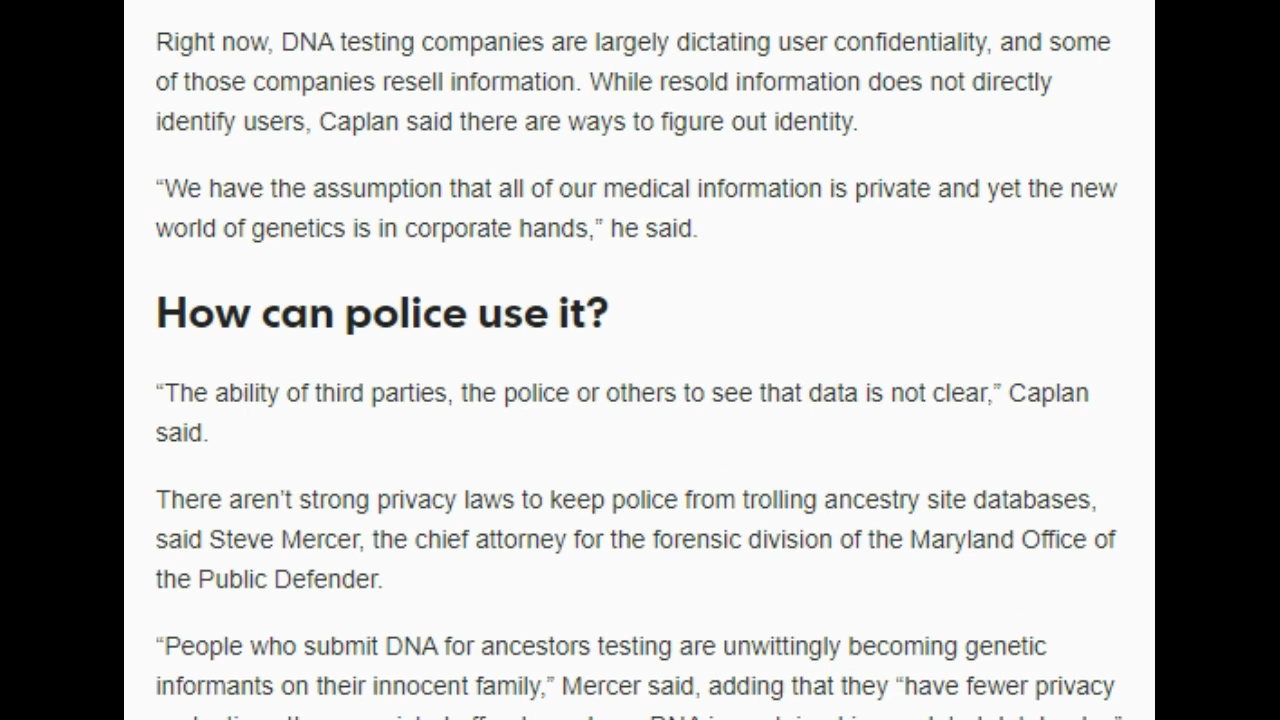 Right now, DNA testing companies are largely dictating user confidentiality, and some
of those companies resell information. While resold information does not directly
identify users, Caplan said there are ways to figure out identity.
“We have the assumption that all of our medical information is private and yet the new
world of genetics is in corporate hands,” he said.
How can police use it?
“The ability of third parties, the police or others to see that data is not clear,” Caplan
said.
There aren’t strong privacy laws to keep police from trolling ancestry site databases,
said Steve Mercer, the chief attorney for the forensic division of the Maryland Office of
the Public Defender.
“People who submit DNA for ancestors testing are unwittingly becoming genetic
informants on their innocent family,” Mercer said, adding that they “have fewer privacy